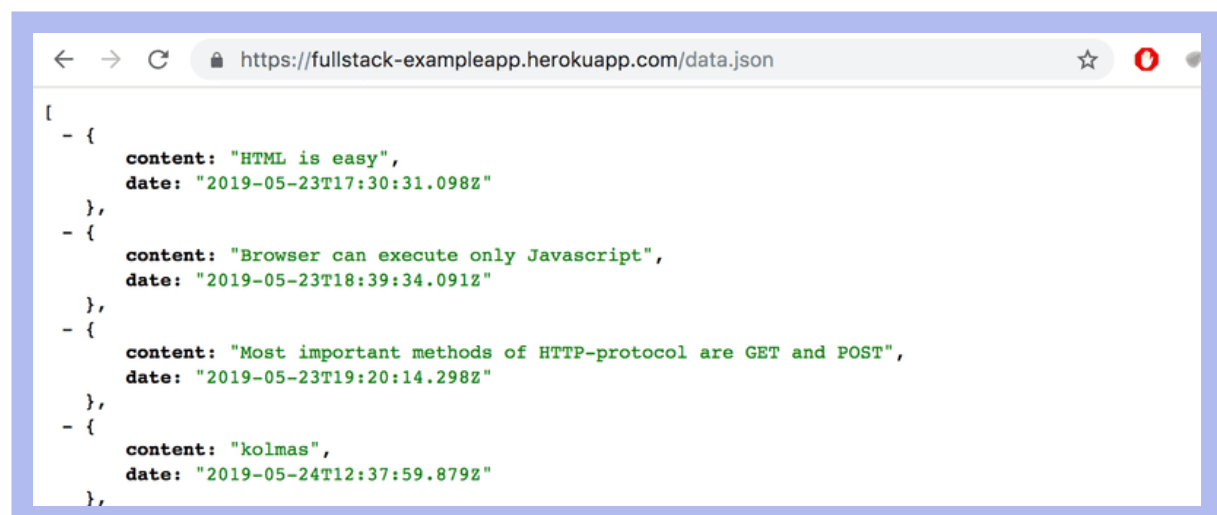 https://fullstack-exampleapp.herokuapp.com/data.json
[
- {
content: "HTML is easy",
date: "2019-05-23T17:30:31.098Z"
},
- {
content: "Browser can execute only Javascript",
date: "2019-05-23T18:39:34.091Z"
},
- {
content: "Most important methods of HTTP-protocol are GET and POST",
date: "2019-05-23T19:20:14.298Z"
},
- {
content: "kolmas",
date: "2019-05-24T12:37:59.879Z"
},